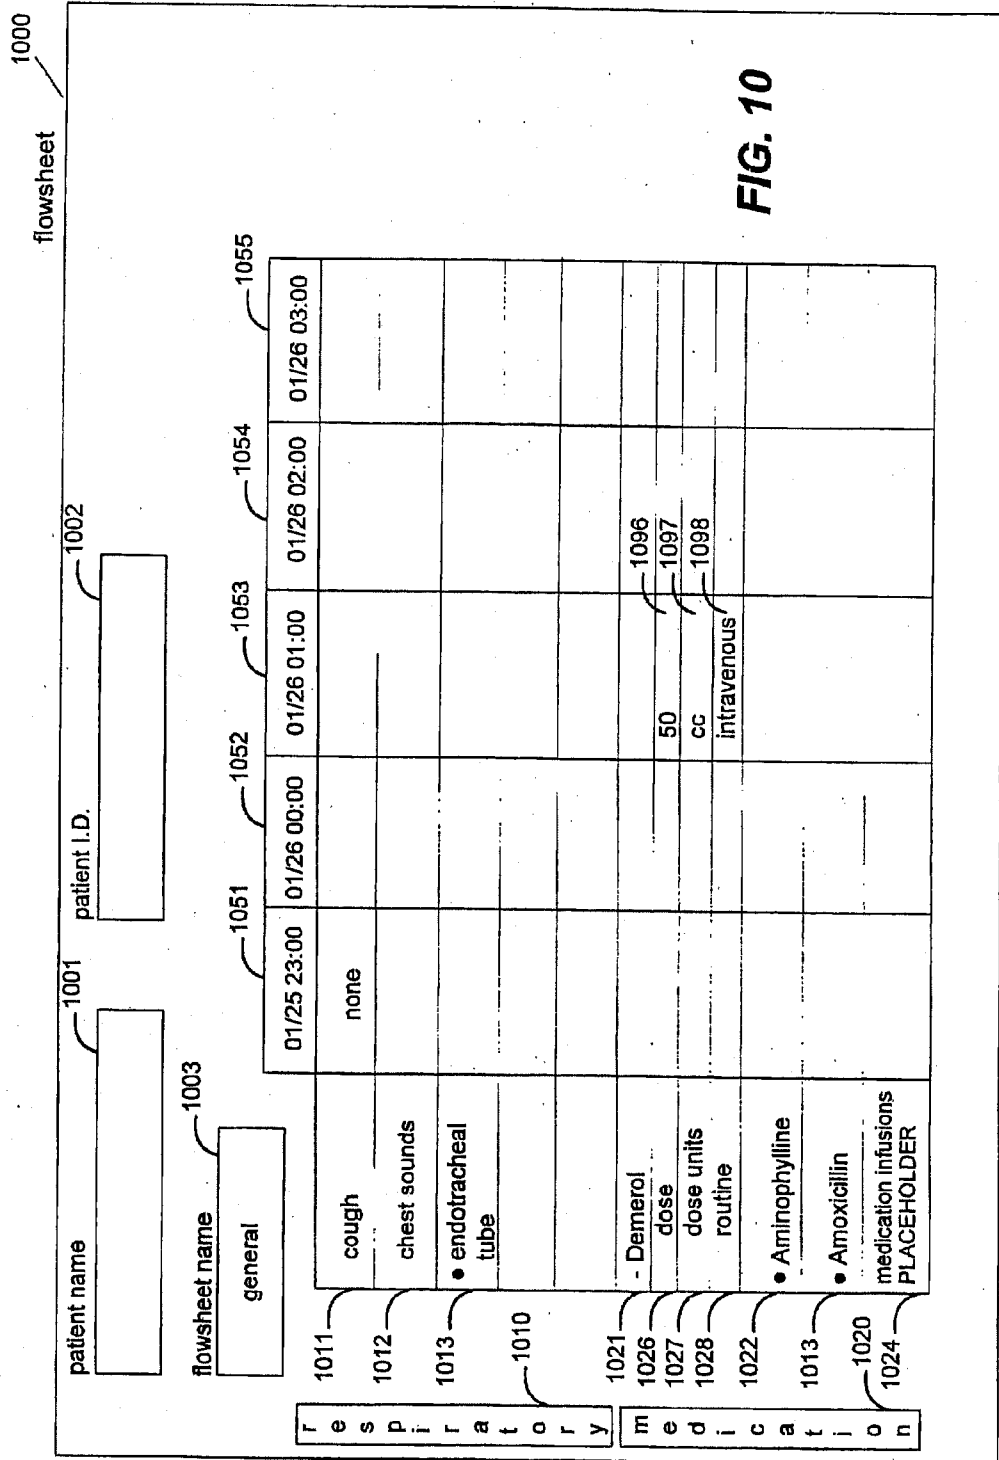 flowsheet 1000
patient name 1001
patient I.D. 1002
flowsheet name 1003
general
1051 1052 1053 1054 1055
01/25 23:00 01/26 00:00 01/26 01:00 01/26 02:00 01/26 03:00
respiratory
1011 cough none
1012 chest sounds
1013 • endotracheal
tube
1010
medication
1021 - Demerol 1096
1026 dose 50 1097
1027 dose units cc 1098
1028 routine intravenous
1022 • Aminophylline
1013 • Amoxicillin
1020 medication infusions
1024 PLACEHOLDER
FIG. 10